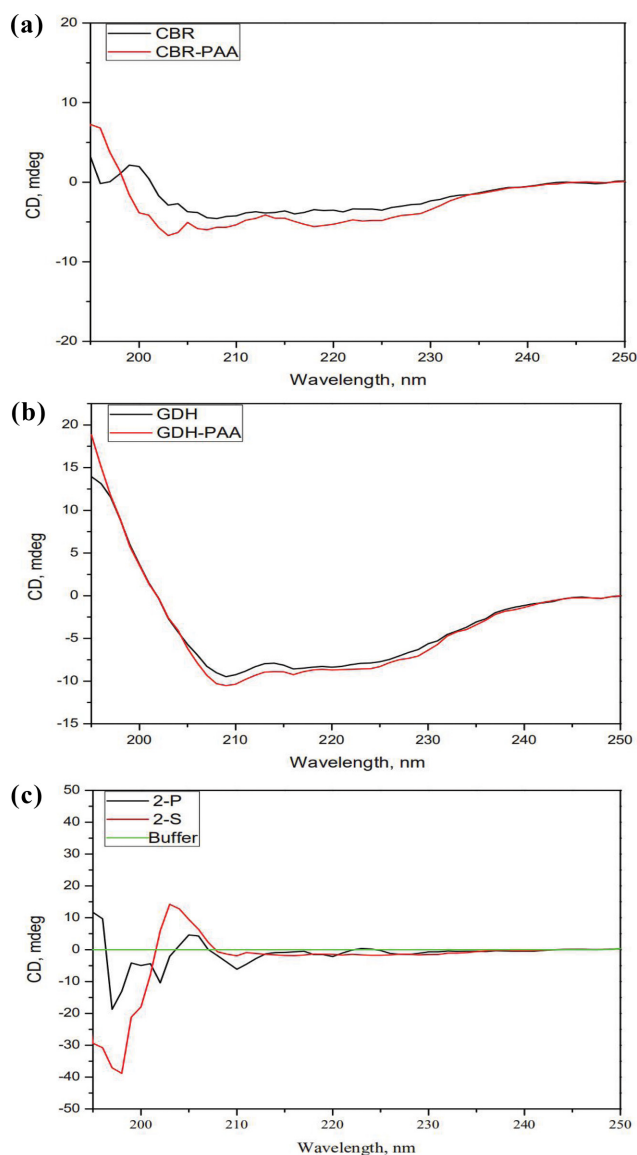 (a)
CBR
CBR-PAA
20
10
0
-10
-20
CD, mdeg
200
210
220
230
240
250
Wavelength, nm
(b)
GDH
GDH-PAA
20
15
10
5
0
-5
-10
-15
CD, mdeg
200
210
220
230
240
250
Wavelength, nm
(c)
2-P
2-S
Buffer
50
40
30
20
10
0
-10
-20
-30
-40
-50
CD, mdeg
200
210
220
230
240
250
Wavelength, nm